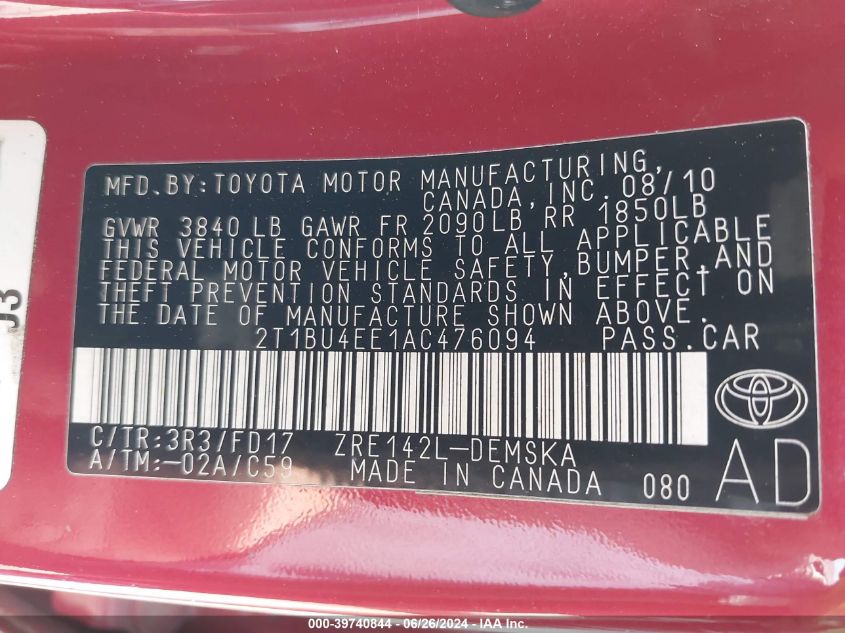 MFD. BY: TOYOTA MOTOR MANUFACTURING,
CANADA, INC. 08/10
GVWR 3840 LB GAWR FR 2090LB RR 1850LB
THIS VEHICLE CONFORMS TO ALL APPLICABLE
FEDERAL MOTOR VEHICLE SAFETY, BUMPER, AND
THEFT PREVENTION STANDARDS IN EFFECT ON
THE DATE OF MANUFACTURE SHOWN ABOVE.
2T1BU4EE1AC476094 PASS. CAR
C/TR: 3R3/FD17 ZRE142L-DEMSKA
A/TM: -02A/C59 MADE IN CANADA 080 AD
J3
000-39740844 - 06/26/2024 - IAA Inc.